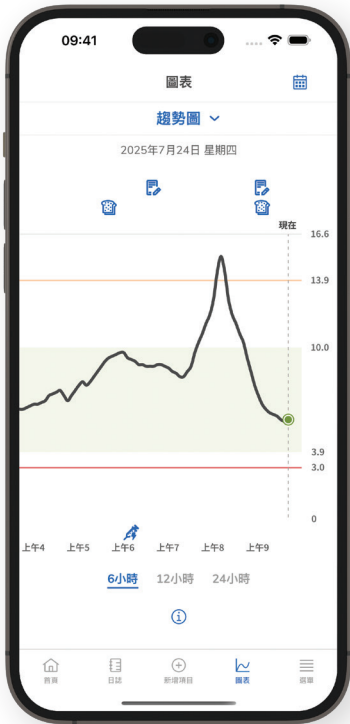 09:41
圖表
趨勢圖
2025年7月24日 星期四
現在
16.6
13.9
10.0
3.9
3.0
0
上午4 上午5 上午6 上午7 上午8 上午9
6小時 12小時 24小時
首頁 日誌 新增項目 圖表 選單